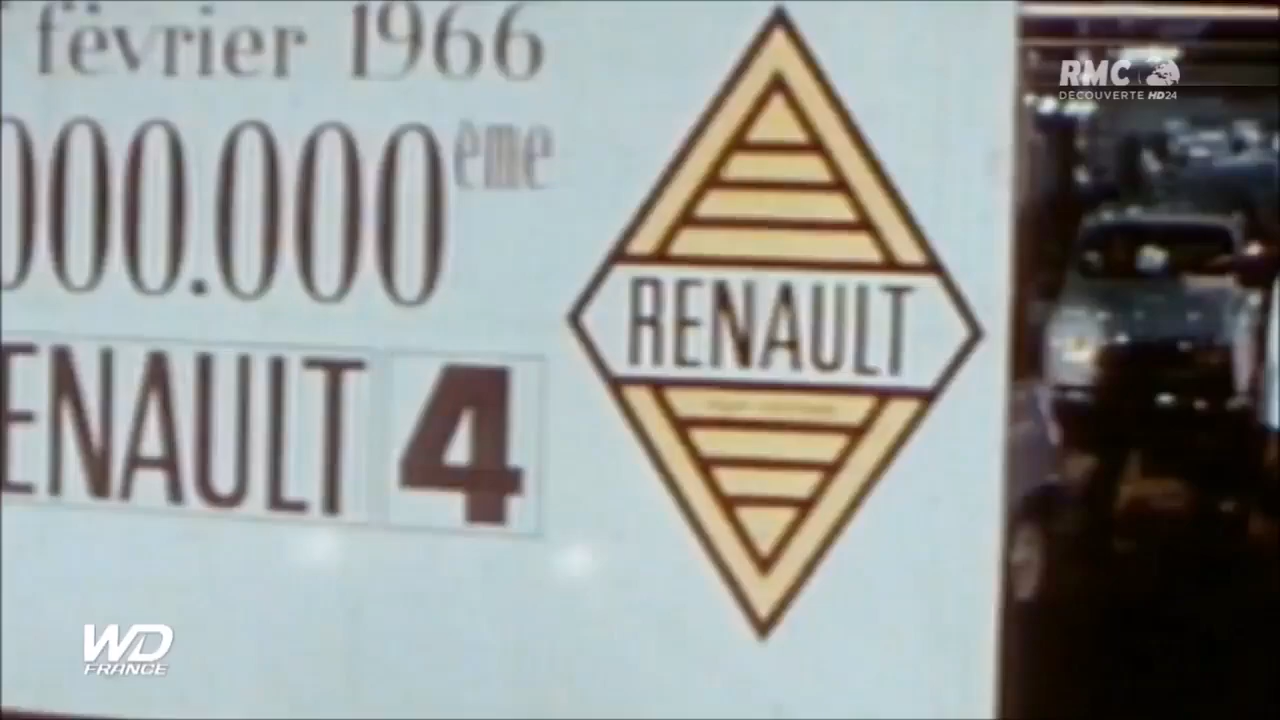 février 1966
000.000ème
ENAULT 4
RENAULT
RMC
DECOUVERTE HD24
WD
FRANCE